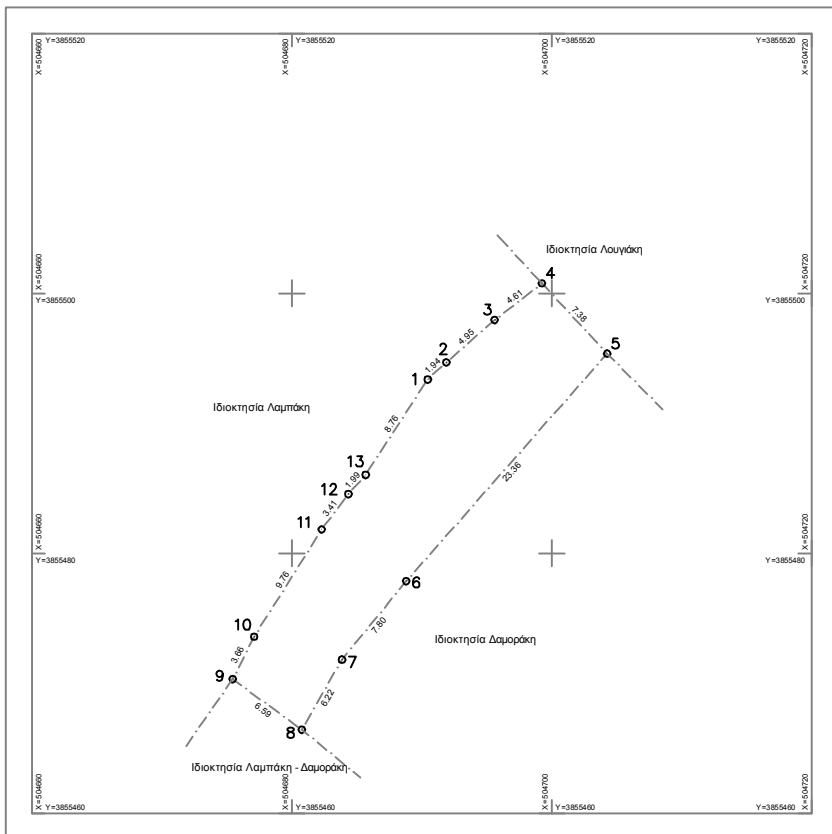 Y=3855520
Y=3855520
Y=3855520
X=504660
X=504680
X=504700
X=504720
Ιδιοκτησία Λουγιάκη
X=504660
4
X=504720
Y=3855500
Y=3855500
4.61
7.38
3
4.95
5
2
1.94
1
Ιδιοκτησία Λαμπάκη
8.76
13
23.36
12
1.99
3.41
11
X=504660
X=504720
Y=3855480
Y=3855480
9.76
6
10
7.80
Ιδιοκτησία Δαμοράκη
3.66
7
9
6.22
6.59
8
Ιδιοκτησία Λαμπάκη - Δαμοράκη
X=504660
X=504680
X=504700
X=504720
Y=3855460
Y=3855460
Y=3855460